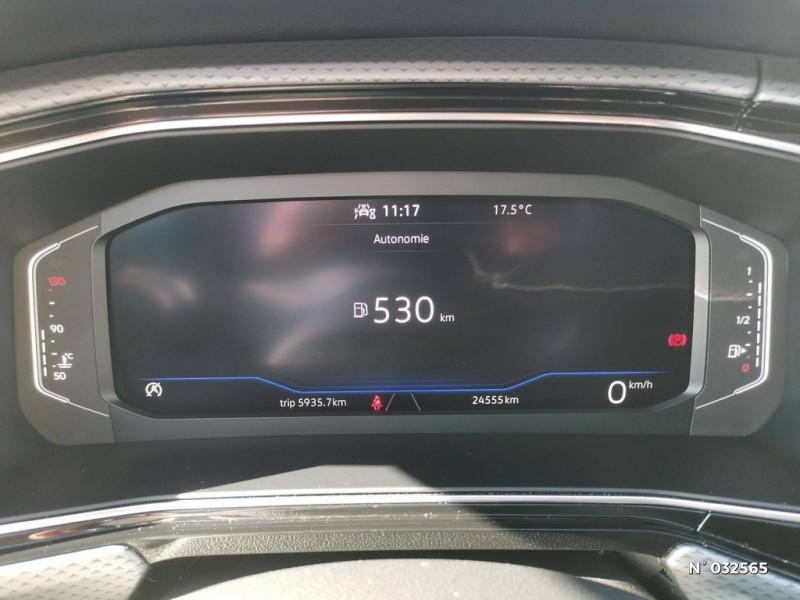 11:17 17.5°C
Autonomie
530 km
130
90
°C
50
1
1/2
0
(P)
trip 5935.7km 24555km 0 km/h
N° 032565